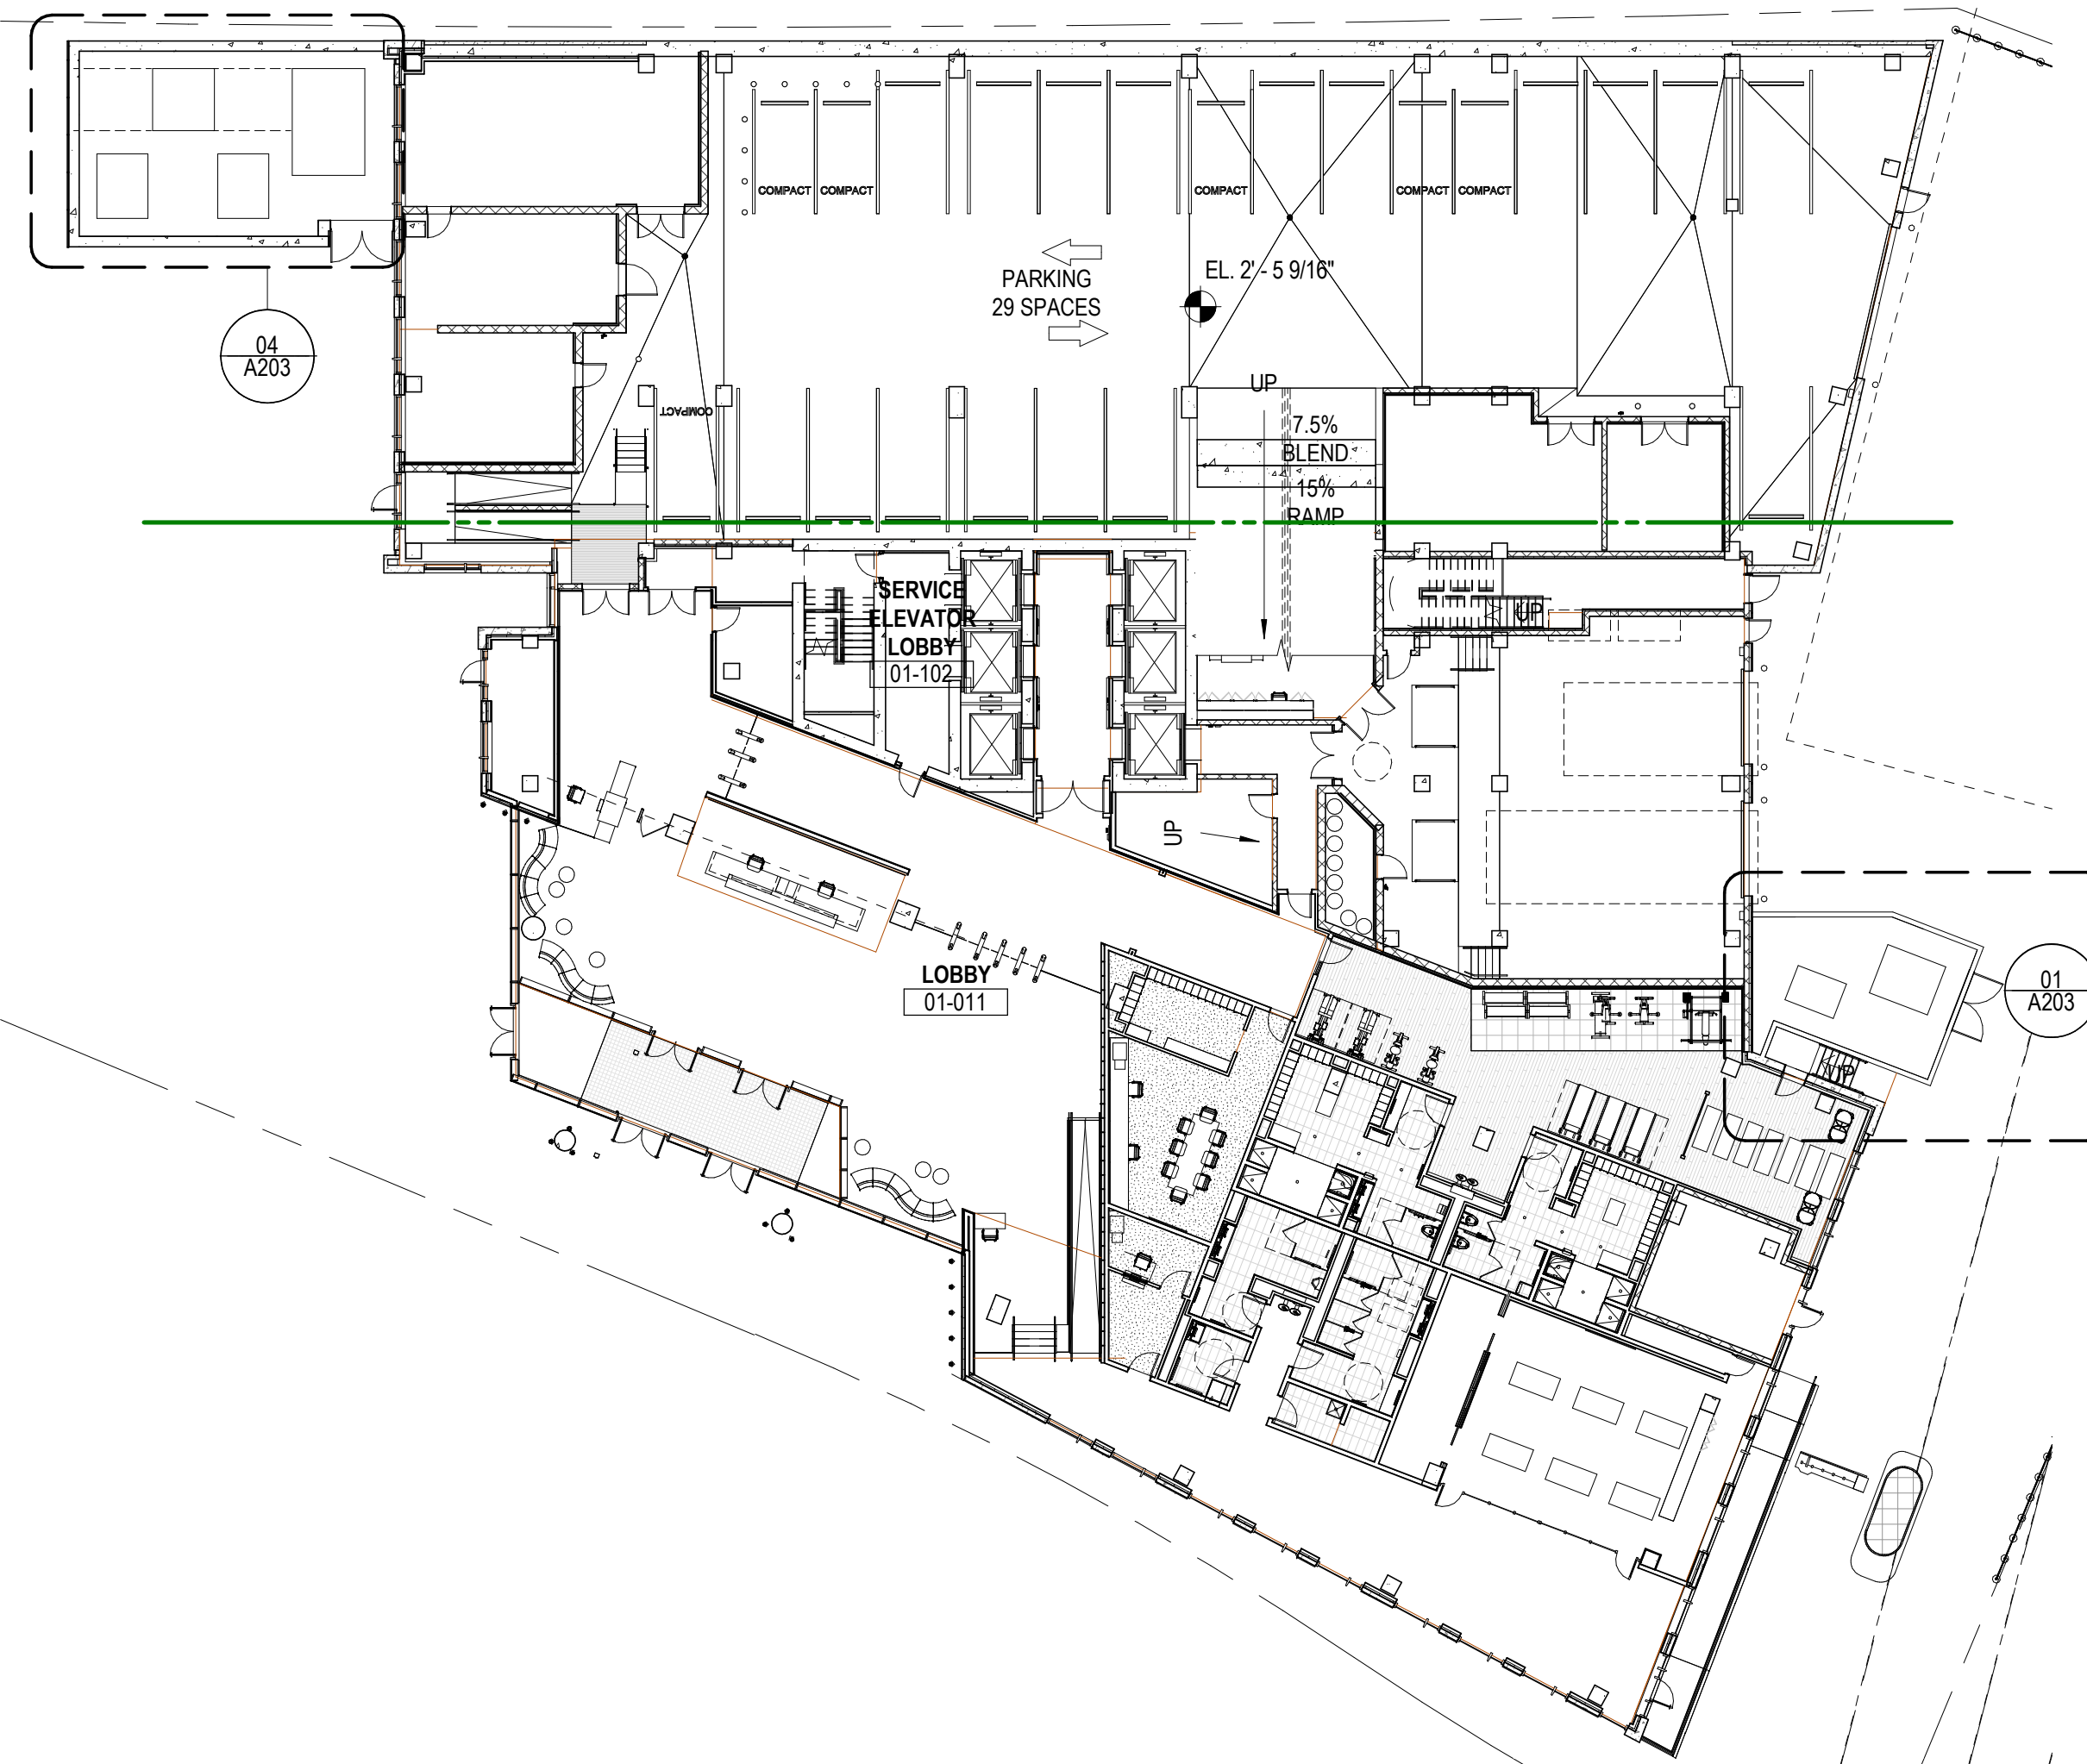 COMPACT COMPACT
COMPACT
COMPACT COMPACT
PARKING
29 SPACES
EL. 2' - 5 9/16"
04
A203
UP
COMPACT
7.5%
BLEND
15%
RAMP
SERVICE
ELEVATOR
LOBBY
01-102
UP
UP
LOBBY
01-011
01
A203
UP